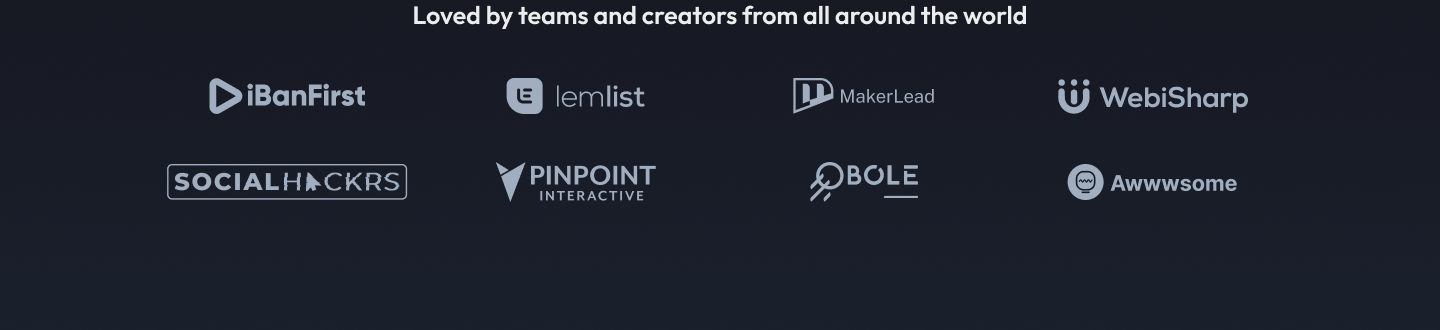 Loved by teams and creators from all around the world
iBanFirst
lemlist
MakerLead
WebiSharp
SOCIALHACKRS
PINPOINT
INTERACTIVE
BOLE
Awwwsome